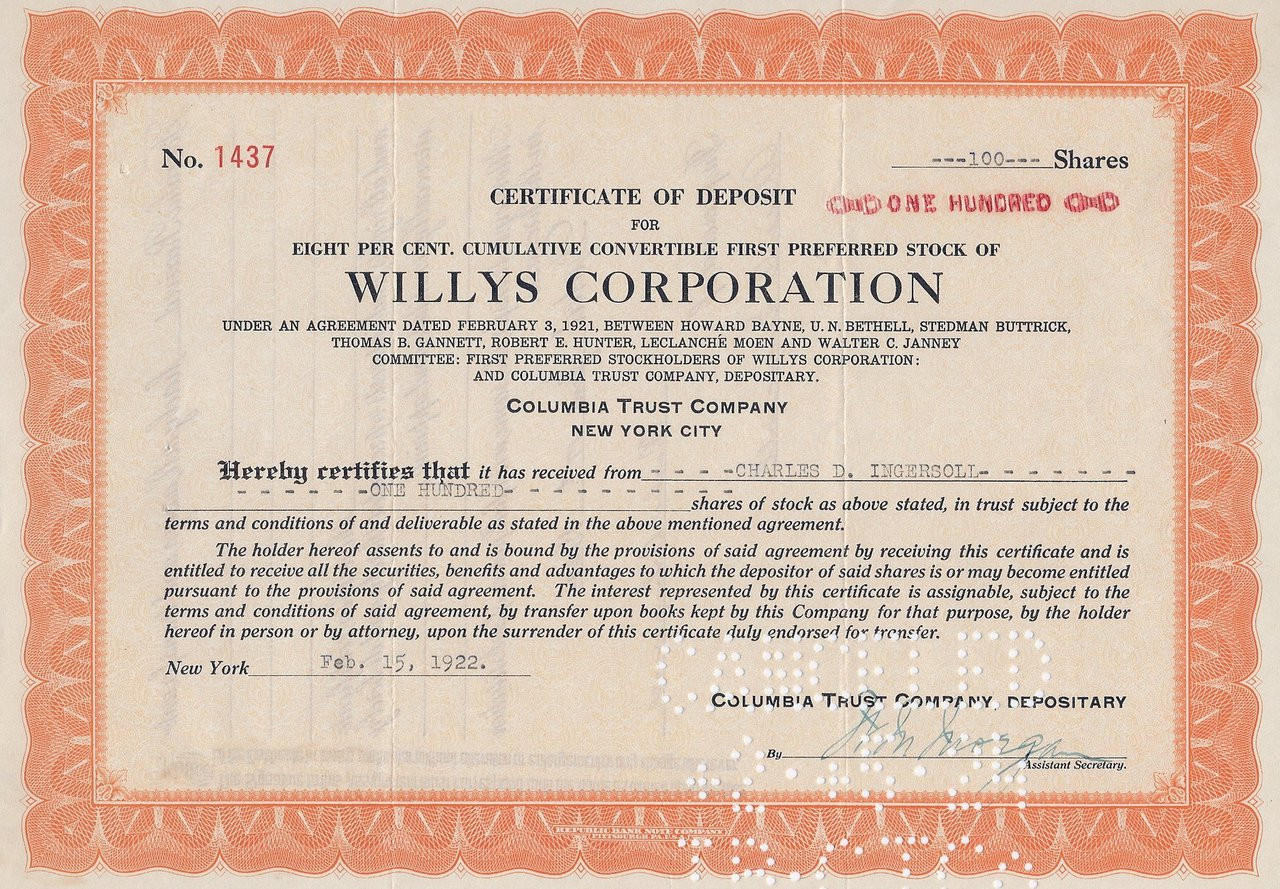 No. 1437
---100--- Shares
CERTIFICATE OF DEPOSIT
ONE HUNDRED
FOR
EIGHT PER CENT. CUMULATIVE CONVERTIBLE FIRST PREFERRED STOCK OF
WILLYS CORPORATION
UNDER AN AGREEMENT DATED FEBRUARY 3, 1921, BETWEEN HOWARD BAYNE, U. N. BETHELL, STEDMAN BUTTRICK,
THOMAS B. GANNETT, ROBERT E. HUNTER, LECLANCHÉ MOEN AND WALTER C. JANNEY
COMMITTEE: FIRST PREFERRED STOCKHOLDERS OF WILLYS CORPORATION:
AND COLUMBIA TRUST COMPANY, DEPOSITARY.
COLUMBIA TRUST COMPANY
NEW YORK CITY
Hereby certifies that it has received from - - - -CHARLES D. INGERSOLL- - - - - - - -
- - - - - - -ONE HUNDRED- - - - - - - - - - - - shares of stock as above stated, in trust subject to the
terms and conditions of and deliverable as stated in the above mentioned agreement.
The holder hereof assents to and is bound by the provisions of said agreement by receiving this certificate and is
entitled to receive all the securities, benefits and advantages to which the depositor of said shares is or may become entitled
pursuant to the provisions of said agreement. The interest represented by this certificate is assignable, subject to the
terms and conditions of said agreement, by transfer upon books kept by this Company for that purpose, by the holder
hereof in person or by attorney, upon the surrender of this certificate duly endorsed for transfer.
New York Feb. 15, 1922.
CANCELLED
COLUMBIA TRUST COMPANY, DEPOSITARY
By Morgan
Assistant Secretary.
REPUBLIC BANK NOTE COMPANY
PITTSBURGH PA. U.S.A.